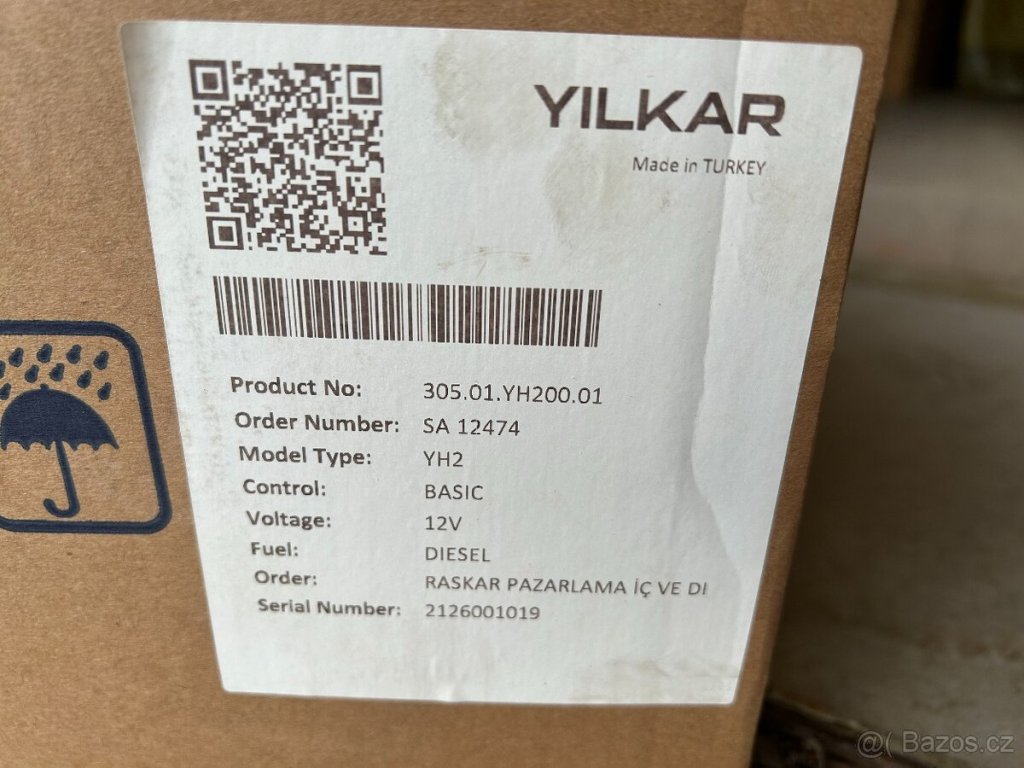 YILKAR
Made in TURKEY
Product No: 305.01.YH200.01
Order Number: SA 12474
Model Type: YH2
Control: BASIC
Voltage: 12V
Fuel: DIESEL
Order: RASKAR PAZARLAMA İÇ VE DI
Serial Number: 2126001019
@( Bazos.cz